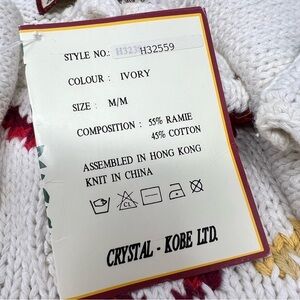 STYLE NO.: H32559
COLOUR : IVORY
SIZE : M/M
COMPOSITION : 55% RAMIE
45% COTTON
ASSEMBLED IN HONG KONG
KNIT IN CHINA
CRYSTAL - KOBE LTD.